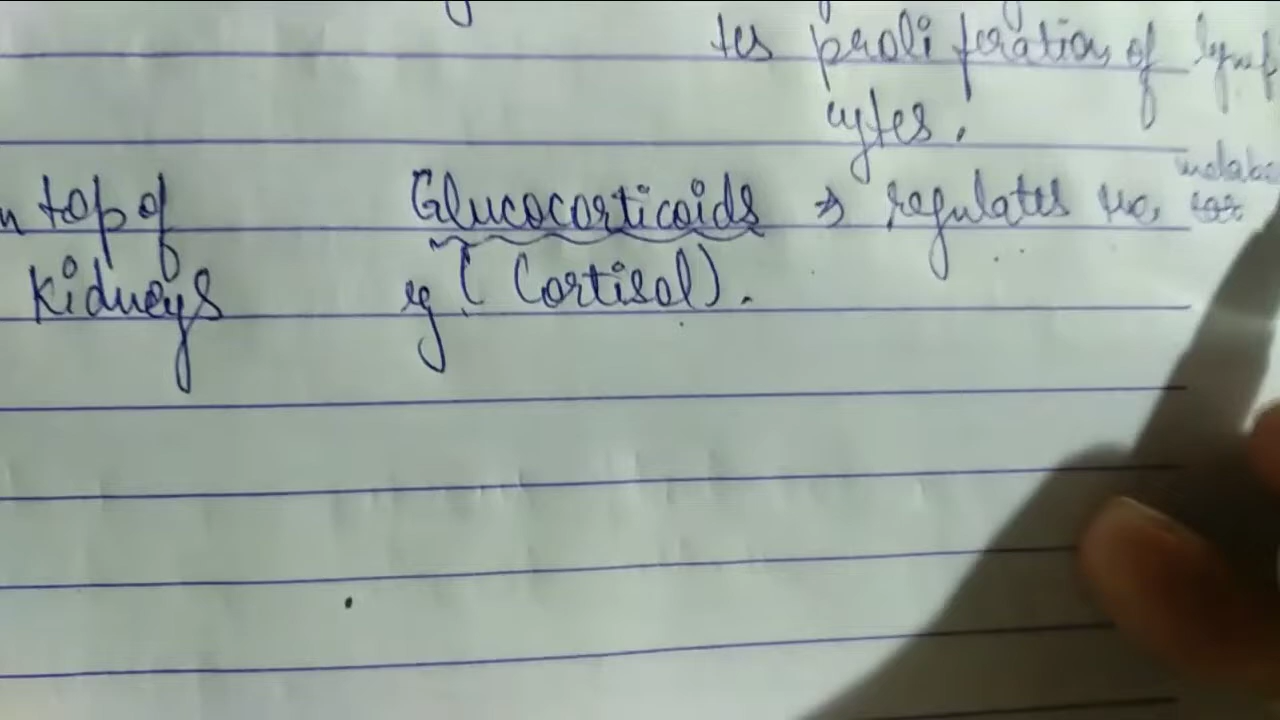 tes proliferation of
cytes.
top of Glucocorticoids ⇒ regulates
Kidneys eg (Cortisol).